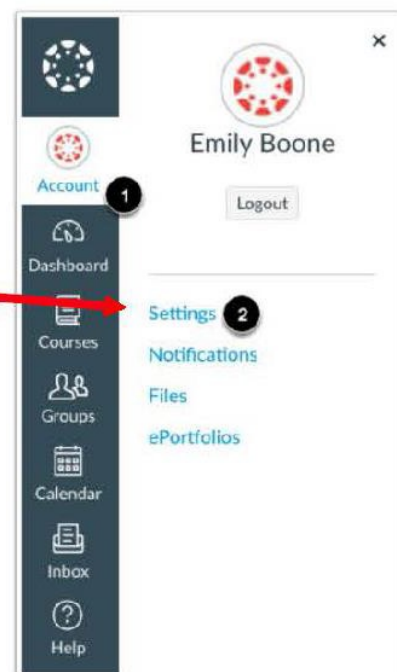 ×
Emily Boone
Logout
Account 1
Dashboard
Courses
Groups
Calendar
Inbox
Help
Settings 2
Notifications
Files
ePortfolios